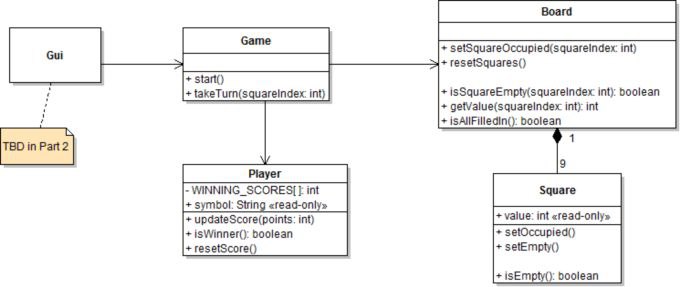 Gui
TBD in Part 2
Game
+ start()
+ takeTurn(squareIndex: int)
Player
- WINNING_SCORES[ ]: int
+ symbol: String «read-only»
+ updateScore(points: int)
+ isWinner(): boolean
+ resetScore()
Board
+ setSquareOccupied(squareIndex: int)
+ resetSquares()
+ isSquareEmpty(squareIndex: int): boolean
+ getValue(squareIndex: int): int
+ isAllFilledIn(): boolean
1
9
Square
+ value: int «read-only»
+ setOccupied()
+ setEmpty()
+ isEmpty(): boolean